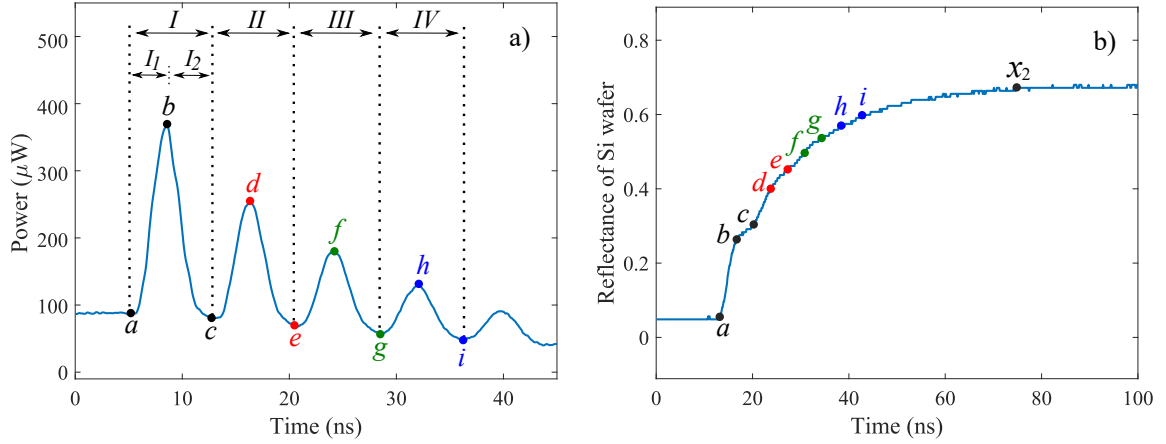 I II III IV
I1 I2
a)
500
400
300
200
100
0
Power (μW)
a b c d e f g h i
0 10 20 30 40
Time (ns)
b)
0.8
0.6
0.4
0.2
0
Reflectance of Si wafer
a b c d e f g h i x2
0 20 40 60 80 100
Time (ns)